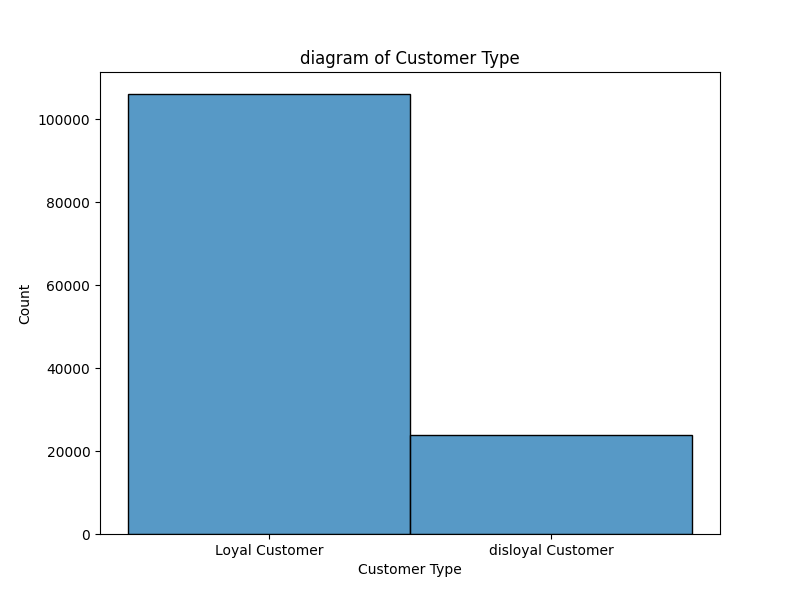 diagram of Customer Type
100000
80000
60000
40000
20000
0
Count
Loyal Customer
disloyal Customer
Customer Type